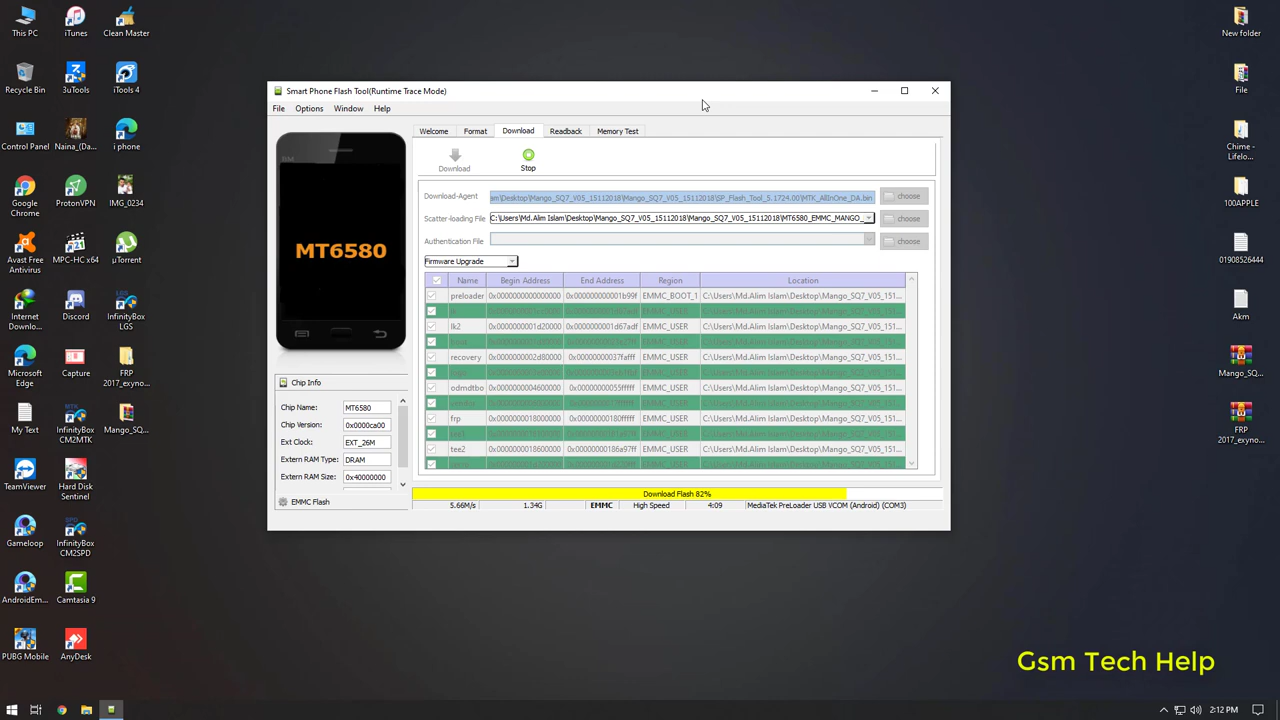 This PC
iTunes
Clean Master
New folder
Recycle Bin
3uTools
iTools 4
File
Control Panel
Naina_(Da...
i phone
Chime -
Lifelo...
Google
Chrome
ProtonVPN
IMG_0234
100APPLE
Avast Free
Antivirus
MPC-HC x64
µTorrent
01908526444
Internet
Downlo...
Discord
InfinityBox
LGS
Akm
Microsoft
Edge
Capture
FRP
2017_exyno...
Mango_SQ...
My Text
InfinityBox
CM2MTK
Mango_SQ...
FRP
2017_exyno...
TeamViewer
Hard Disk
Sentinel
Gameloop
InfinityBox
CM2SPD
AndroidEm...
Camtasia 9
PUBG Mobile
AnyDesk
Smart Phone Flash Tool(Runtime Trace Mode)
File Options Window Help
Welcome Format Download Readback Memory Test
Download Stop
Download-Agent am\Desktop\Mango_SQ7_V05_15112018\Mango_SQ7_V05_15112018\SP_Flash_Tool_5.1724.00\MTK_AllInOne_DA.bin choose
Scatter-loading File C:\Users\Md.Alim Islam\Desktop\Mango_SQ7_V05_15112018\Mango_SQ7_V05_15112018\MT6580_EMMC_MANGO_ choose
Authentication File choose
Firmware Upgrade
Name Begin Address End Address Region Location
preloader 0x0000000000000000 0x000000000001b99f EMMC_BOOT_1 C:\Users\Md.Alim Islam\Desktop\Mango_SQ7_V05_151...
lk2 0x0000000001d20000 0x0000000001d67adf EMMC_USER C:\Users\Md.Alim Islam\Desktop\Mango_SQ7_V05_151...
recovery 0x0000000002d80000 0x00000000037fafff EMMC_USER C:\Users\Md.Alim Islam\Desktop\Mango_SQ7_V05_151...
odmdtbo 0x0000000004600000 0x00000000055fffff EMMC_USER C:\Users\Md.Alim Islam\Desktop\Mango_SQ7_V05_151...
frp 0x0000000018000000 0x00000000180fffff EMMC_USER C:\Users\Md.Alim Islam\Desktop\Mango_SQ7_V05_151...
tee2 0x0000000018600000 0x00000000186a97ff EMMC_USER C:\Users\Md.Alim Islam\Desktop\Mango_SQ7_V05_151...
MT6580
Chip Info
Chip Name: MT6580
Chip Version: 0x0000ca00
Ext Clock: EXT_26M
Extern RAM Type: DRAM
Extern RAM Size: 0x40000000
EMMC Flash
Download Flash 82%
5.66M/s 1.34G EMMC High Speed 4:09 MediaTek PreLoader USB VCOM (Android) (COM3)
Gsm Tech Help
2:12 PM